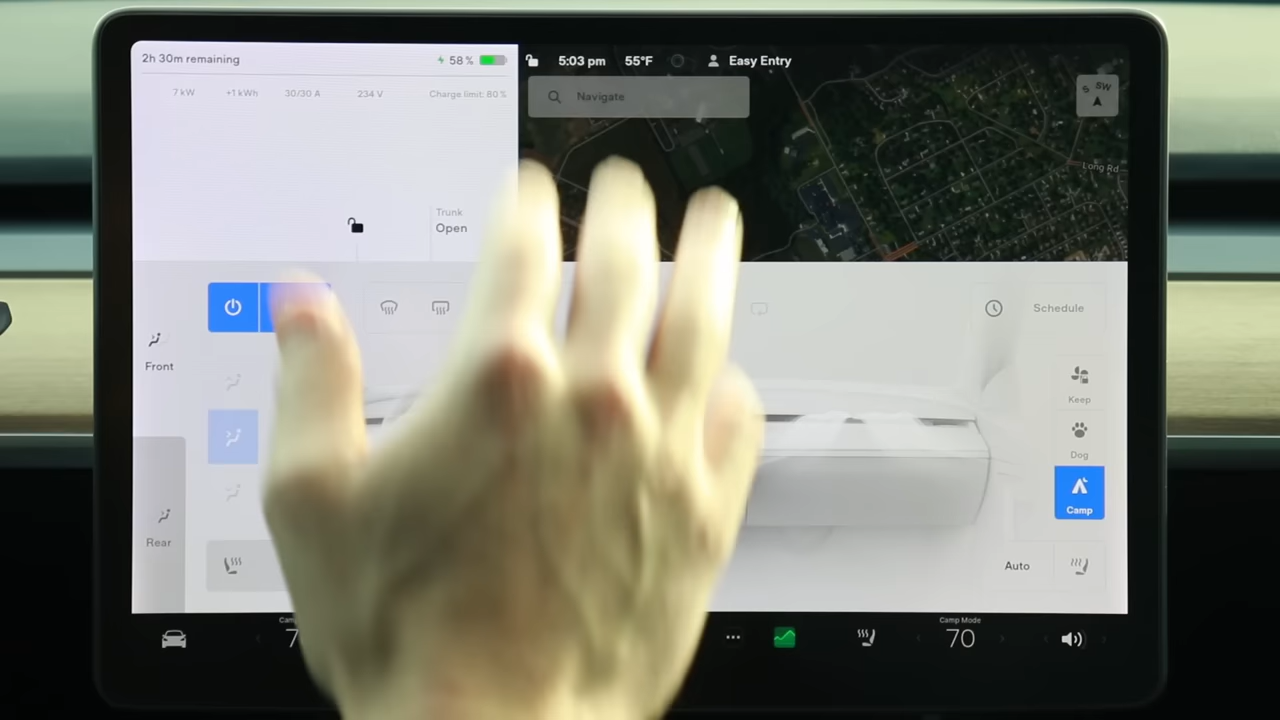 2h 30m remaining
58 %
5:03 pm
55°F
Easy Entry
7 kW
+1 kWh
30/30 A
234 V
Charge limit: 80 %
Navigate
S
SW
Long Rd
Trunk
Open
Schedule
Front
Keep
Dog
Camp
Rear
Auto
Camp Mode
70